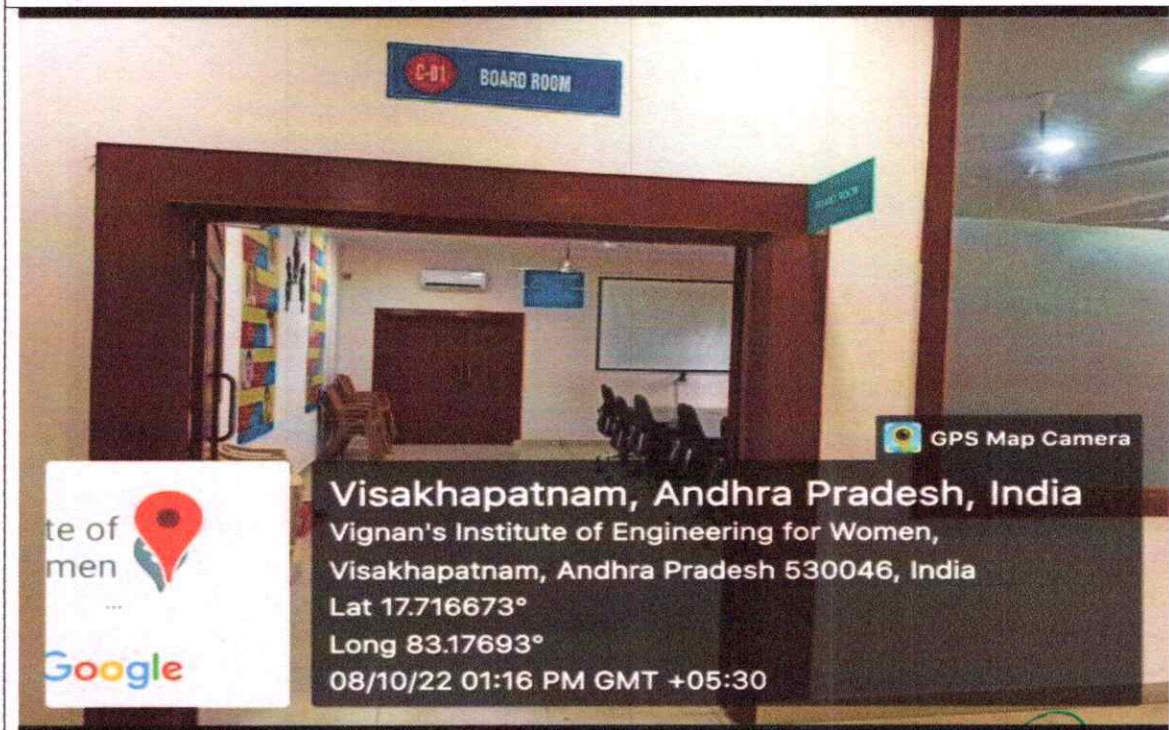 C-01 BOARD ROOM
BOARD ROOM
GPS Map Camera
Visakhapatnam, Andhra Pradesh, India
Vignan's Institute of Engineering for Women,
Visakhapatnam, Andhra Pradesh 530046, India
Lat 17.716673°
Long 83.17693°
08/10/22 01:16 PM GMT +05:30
te of
men
...
Google